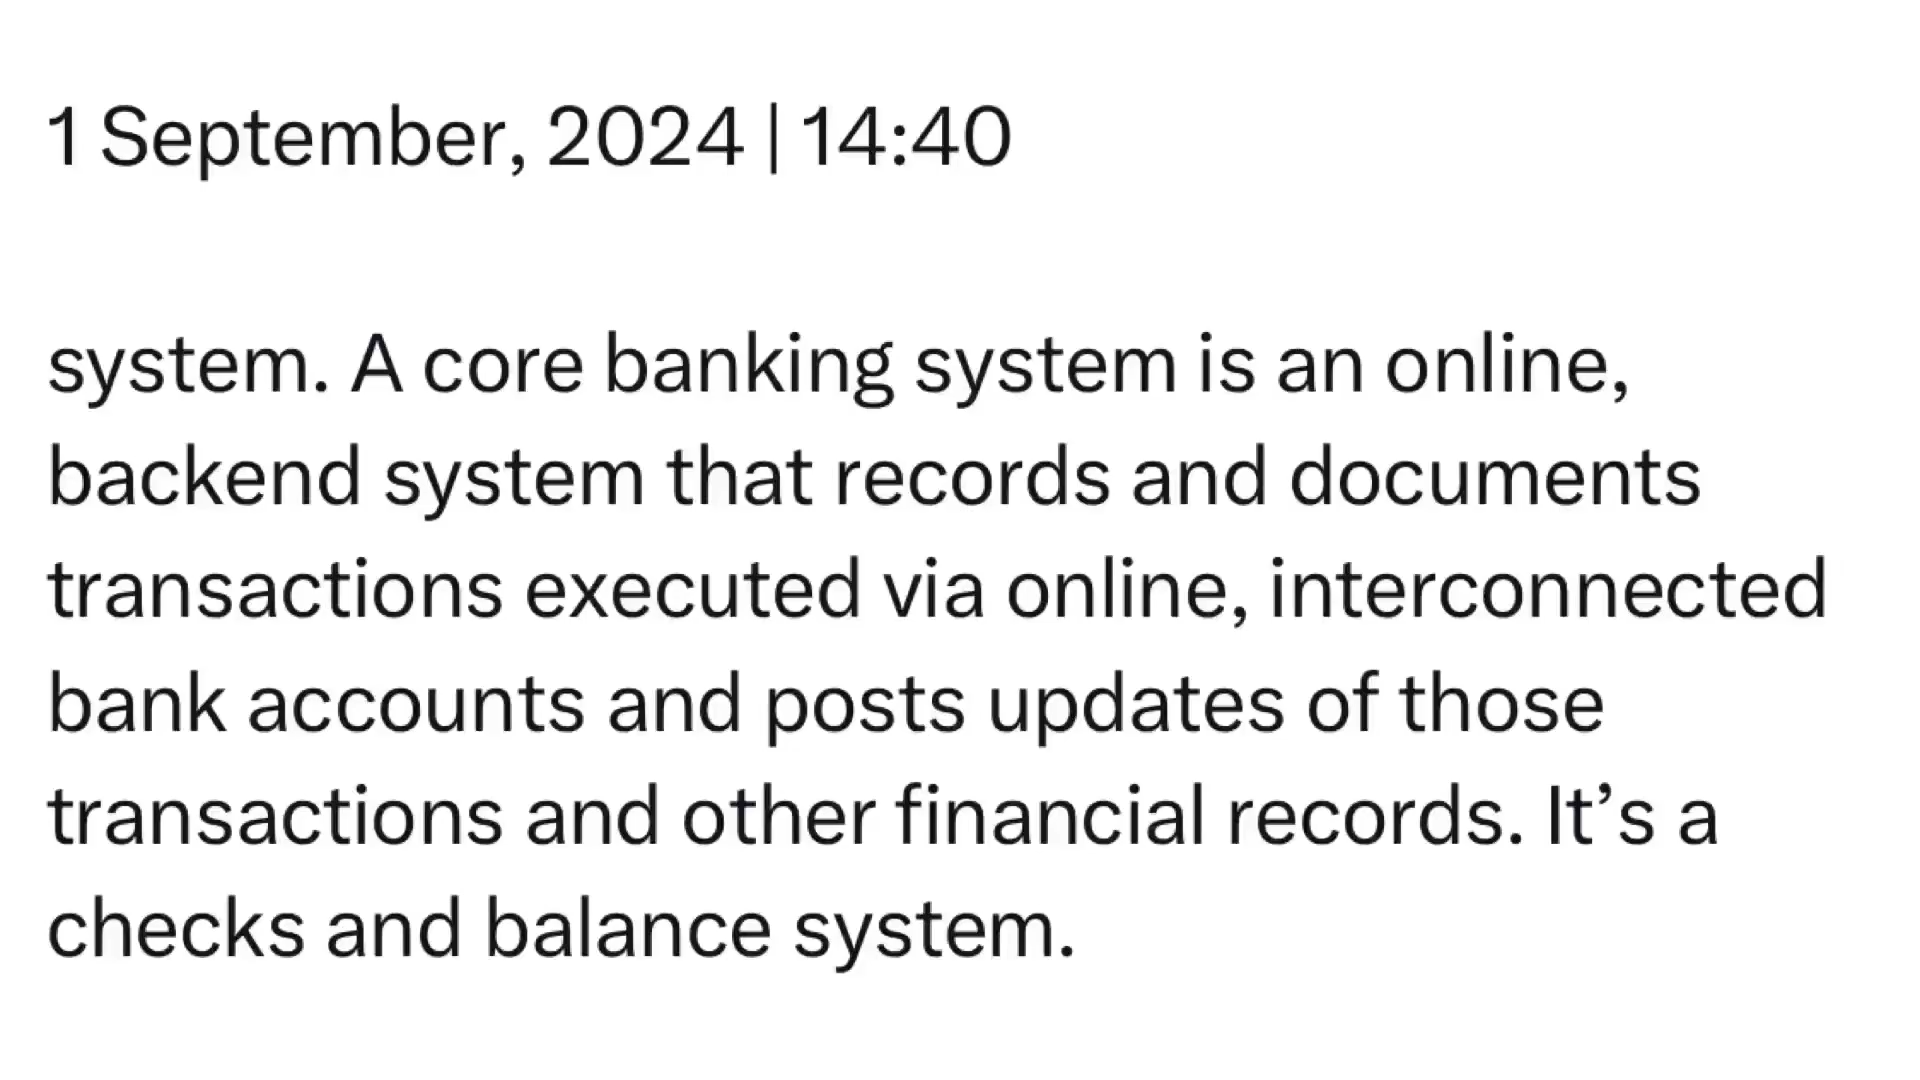 1 September, 2024 | 14:40
system. A core banking system is an online,
backend system that records and documents
transactions executed via online, interconnected
bank accounts and posts updates of those
transactions and other financial records. It’s a
checks and balance system.